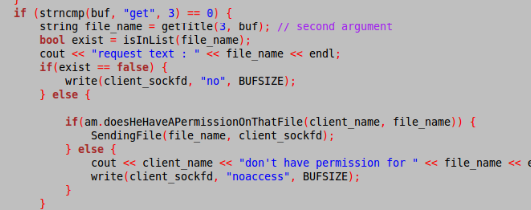 }
if (strncmp(buf, "get", 3) == 0) {
string file_name = getTitle(3, buf); // second argument
bool exist = isInList(file_name);
cout << "request text : " << file_name << endl;
if(exist == false) {
write(client_sockfd, "no", BUFSIZE);
} else {
if(am.doesHeHaveAPermissionOnThatFile(client_name, file_name)) {
SendingFile(file_name, client_sockfd);
} else {
cout << client_name << "don't have permission for " << file_name <<
write(client_sockfd, "noaccess", BUFSIZE);
}
}